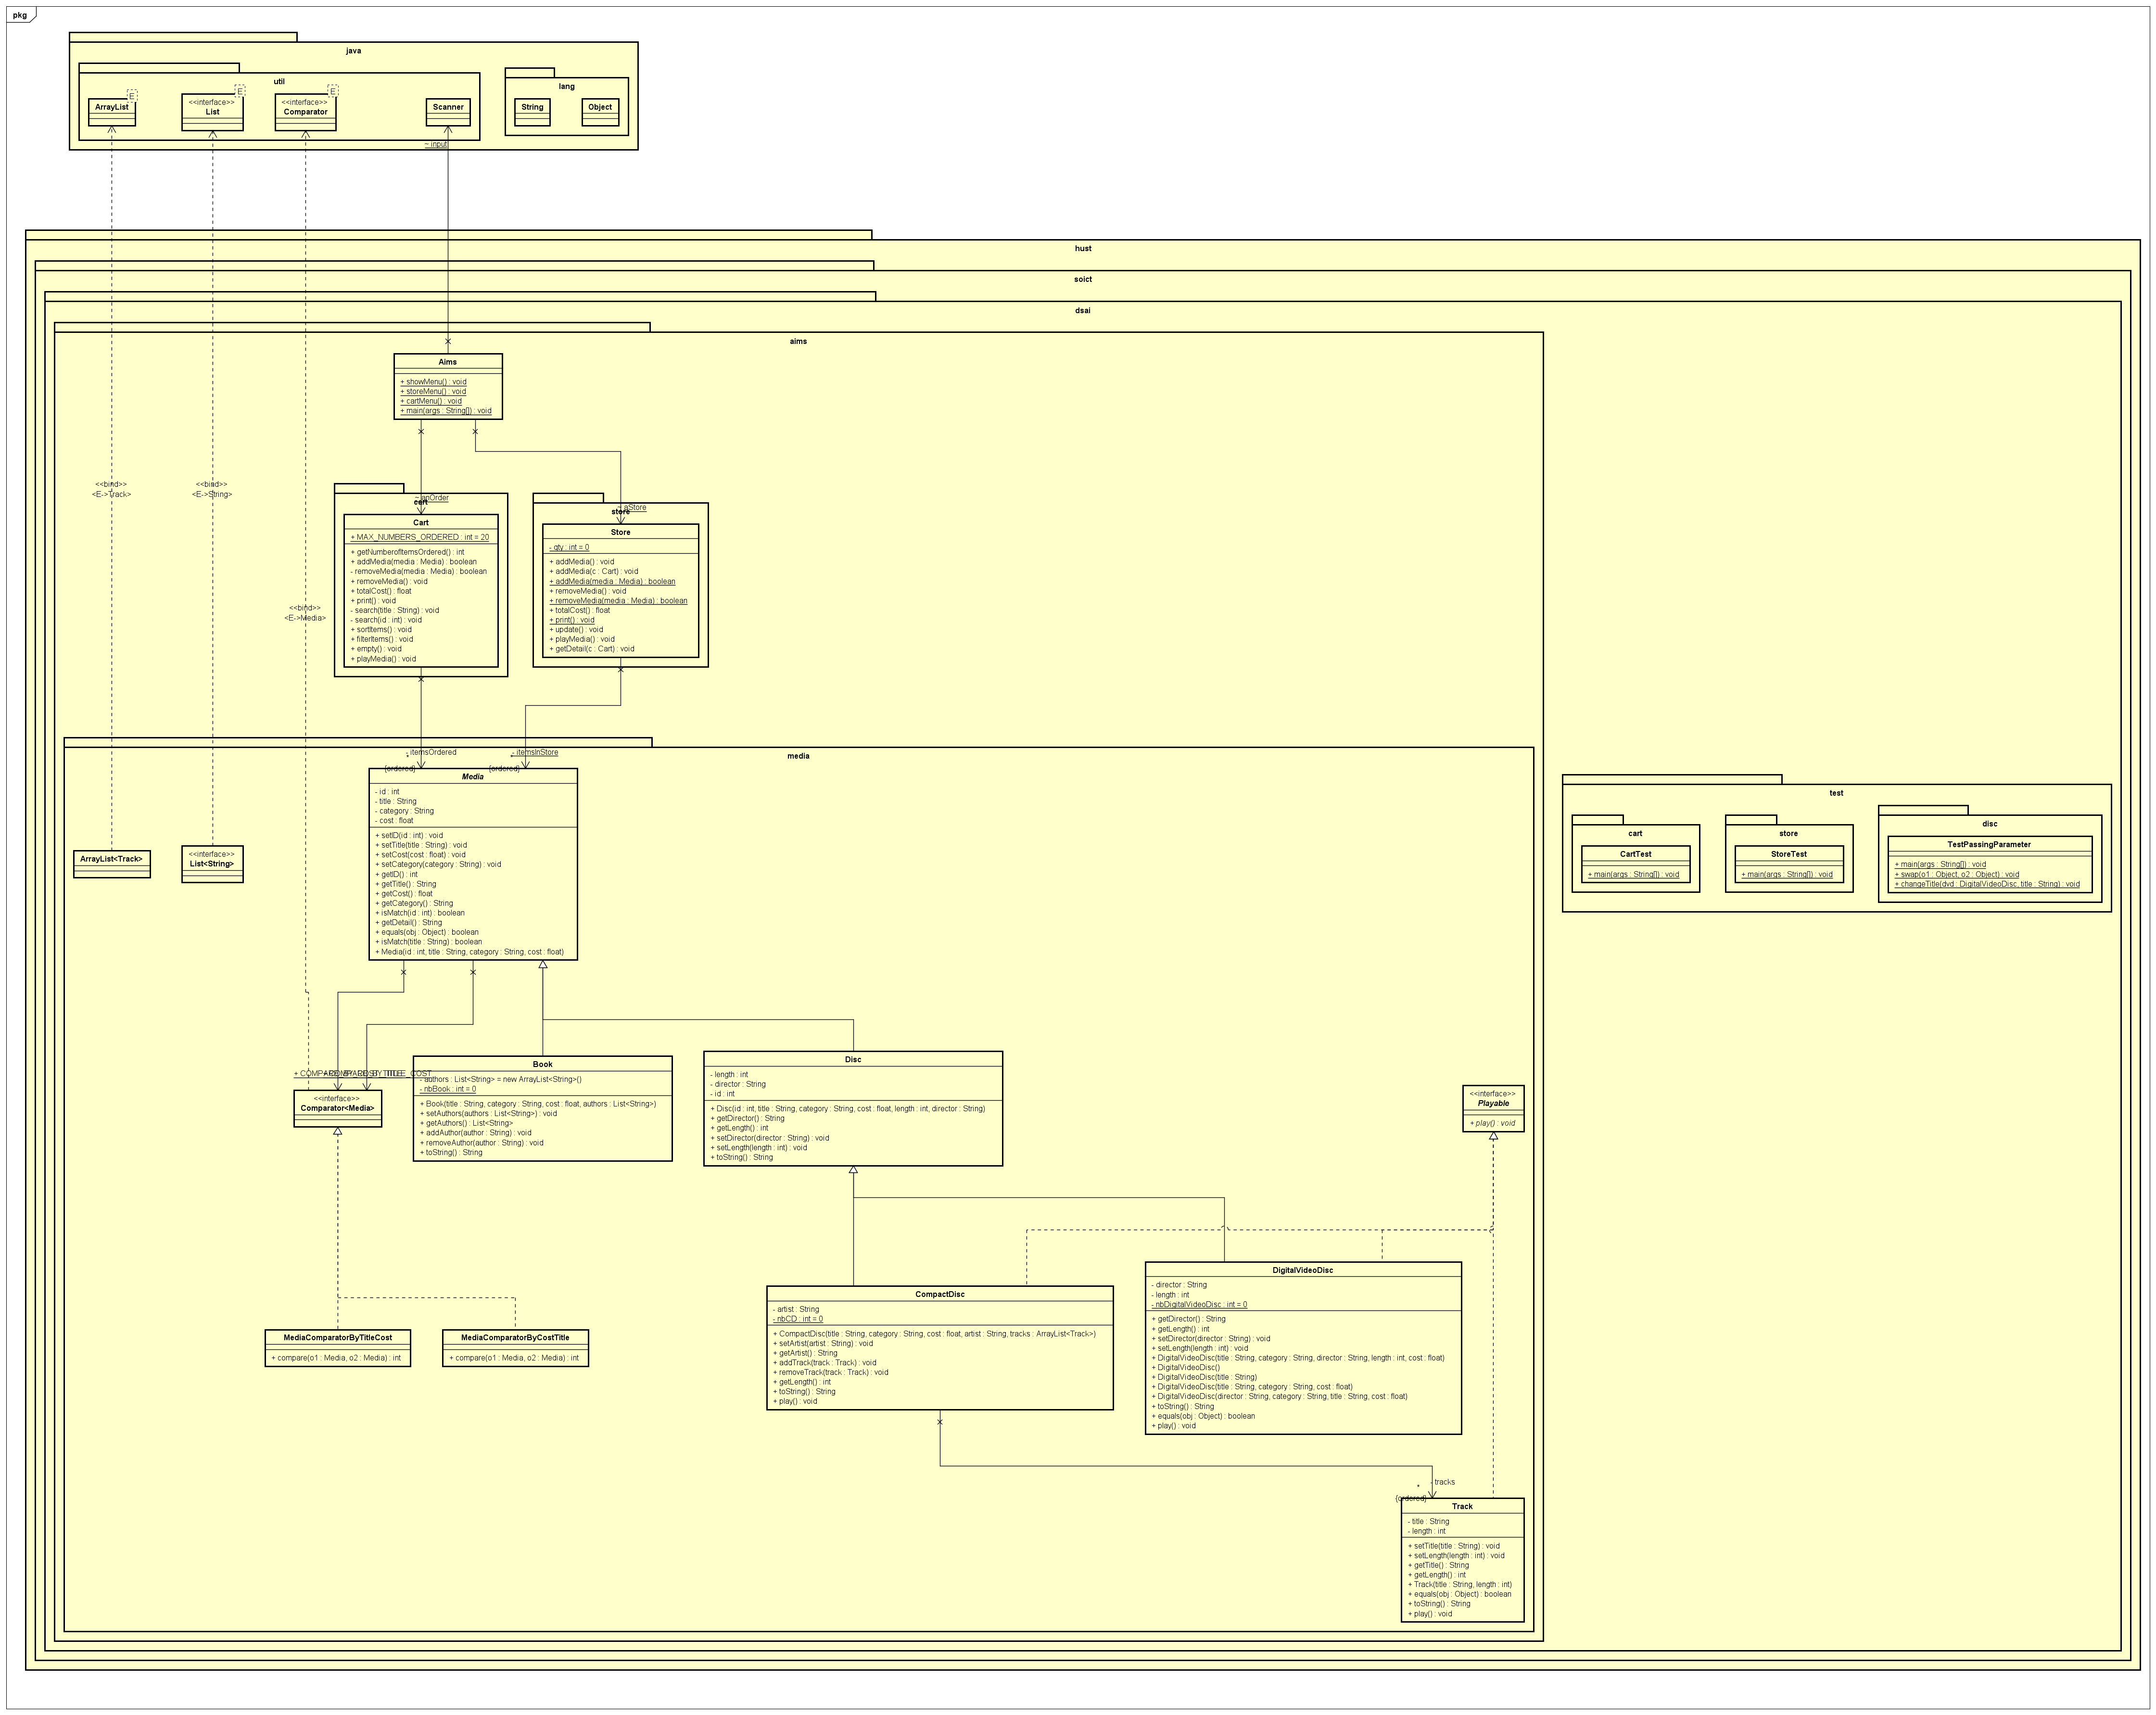 pkg
java
util
ArrayList
E
<<interface>>
List
E
<<interface>>
Comparator
E
Scanner
lang
String
Object
~ input
hust
soict
dsai
aims
Aims
+ showMenu() : void
+ storeMenu() : void
+ cartMenu() : void
+ main(args : String[]) : void
<<bind>>
<E->Track>
<<bind>>
<E->String>
<<bind>>
<E->Media>
~ anOrder
cart
Cart
+ MAX_NUMBERS_ORDERED : int = 20
+ getNumberofItemsOrdered() : int
+ addMedia(media : Media) : boolean
- removeMedia(media : Media) : boolean
+ removeMedia() : void
+ totalCost() : float
+ print() : void
- search(title : String) : void
- search(id : int) : void
+ sortItems() : void
+ filterItems() : void
+ empty() : void
+ playMedia() : void
~ aStore
store
Store
- qty : int = 0
+ addMedia() : void
+ addMedia(c : Cart) : void
+ addMedia(media : Media) : boolean
+ removeMedia() : void
+ removeMedia(media : Media) : boolean
+ totalCost() : float
+ print() : void
+ update() : void
+ playMedia() : void
+ getDetail(c : Cart) : void
media
- itemsOrdered
*
{ordered}
- itemsInStore
*
{ordered}
Media
- id : int
- title : String
- category : String
- cost : float
+ setID(id : int) : void
+ setTitle(title : String) : void
+ setCost(cost : float) : void
+ setCategory(category : String) : void
+ getID() : int
+ getTitle() : String
+ getCost() : float
+ getCategory() : String
+ isMatch(id : int) : boolean
+ getDetail() : String
+ equals(obj : Object) : boolean
+ isMatch(title : String) : boolean
+ Media(id : int, title : String, category : String, cost : float)
ArrayList<Track>
<<interface>>
List<String>
test
cart
CartTest
+ main(args : String[]) : void
store
StoreTest
+ main(args : String[]) : void
disc
TestPassingParameter
+ main(args : String[]) : void
+ swap(o1 : Object, o2 : Object) : void
+ changeTitle(dvd : DigitalVideoDisc, title : String) : void
<<interface>>
Comparator<Media>
Book
- authors : List<String> = new ArrayList<String>()
- nbBook : int = 0
+ Book(title : String, category : String, cost : float, authors : List<String>)
+ setAuthors(authors : List<String>) : void
+ getAuthors() : List<String>
+ addAuthor(author : String) : void
+ removeAuthor(author : String) : void
+ toString() : String
Disc
- length : int
- director : String
- id : int
+ Disc(id : int, title : String, category : String, cost : float, length : int, director : String)
+ getDirector() : String
+ getLength() : int
+ setDirector(director : String) : void
+ setLength(length : int) : void
+ toString() : String
<<interface>>
Playable
+ play() : void
MediaComparatorByTitleCost
+ compare(o1 : Media, o2 : Media) : int
MediaComparatorByCostTitle
+ compare(o1 : Media, o2 : Media) : int
CompactDisc
- artist : String
- nbCD : int = 0
+ CompactDisc(title : String, category : String, cost : float, artist : String, tracks : ArrayList<Track>)
+ setArtist(artist : String) : void
+ getArtist() : String
+ addTrack(track : Track) : void
+ removeTrack(track : Track) : void
+ getLength() : int
+ toString() : String
+ play() : void
DigitalVideoDisc
- director : String
- length : int
- nbDigitalVideoDisc : int = 0
+ getDirector() : String
+ getLength() : int
+ setDirector(director : String) : void
+ setLength(length : int) : void
+ DigitalVideoDisc(title : String, category : String, director : String, length : int, cost : float)
+ DigitalVideoDisc()
+ DigitalVideoDisc(title : String)
+ DigitalVideoDisc(title : String, category : String, cost : float)
+ DigitalVideoDisc(director : String, category : String, title : String, cost : float)
+ toString() : String
+ equals(obj : Object) : boolean
+ play() : void
- tracks
*
{ordered}
Track
- title : String
- length : int
+ setTitle(title : String) : void
+ setLength(length : int) : void
+ getTitle() : String
+ getLength() : int
+ Track(title : String, length : int)
+ equals(obj : Object) : boolean
+ toString() : String
+ play() : void